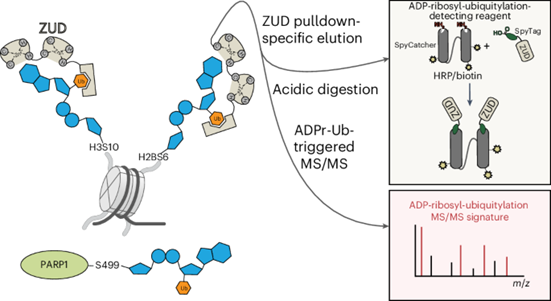 ZUD
Ub
H3S10
ZUD pulldown-
specific elution
Acidic digestion
ADPr-Ub-
triggered
MS/MS
Ub
H2BS6
PARP1
S499
Ub
ADP-ribosyl-ubiquitylation-
detecting reagent
SpyCatcher
+
HO
SpyTag
ZUD
HRP/biotin
ZUD
ZUD
ADP-ribosyl-ubiquitylation
MS/MS signature
m/z